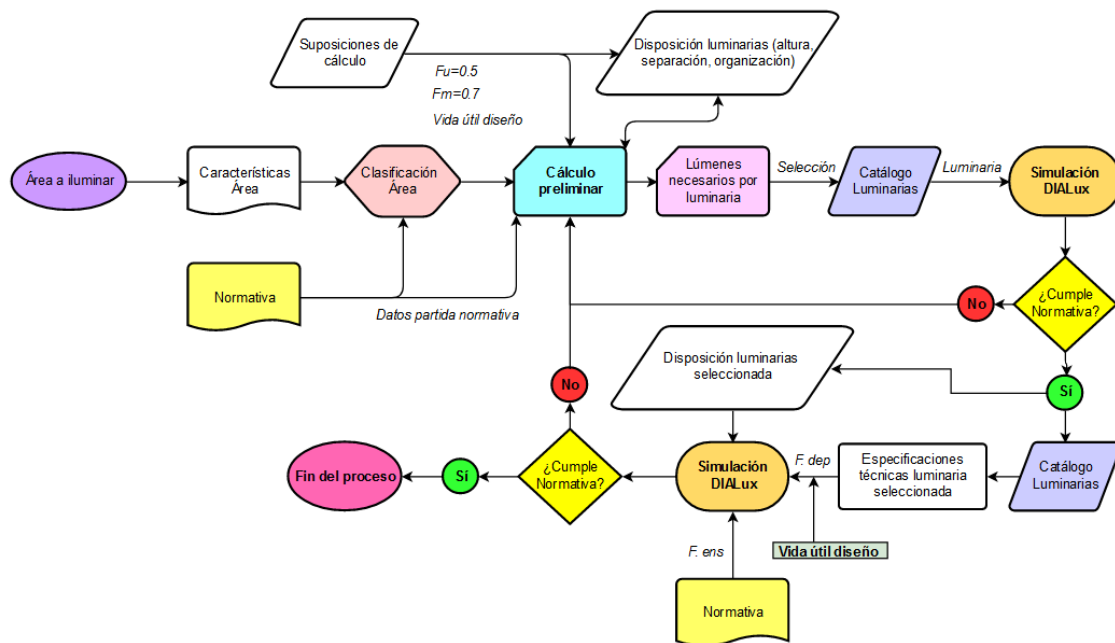 Suposiciones de
cálculo
Disposición luminarias (altura,
separación, organización)
Fu=0.5
Fm=0.7
Vida útil diseño
Área a iluminar
Características
Área
Clasificación
Área
Cálculo
preliminar
Lúmenes
necesarios por
luminaria
Selección
Catálogo
Luminarias
Luminaria
Simulación
DIALux
Normativa
Datos partida normativa
No
¿Cumple
Normativa?
Disposición luminarias
seleccionada
No
Sí
Fin del proceso
Sí
¿Cumple
Normativa?
Simulación
DIALux
F. dep
Especificaciones
técnicas luminaria
seleccionada
Catálogo
Luminarias
F. ens
Vida útil diseño
Normativa